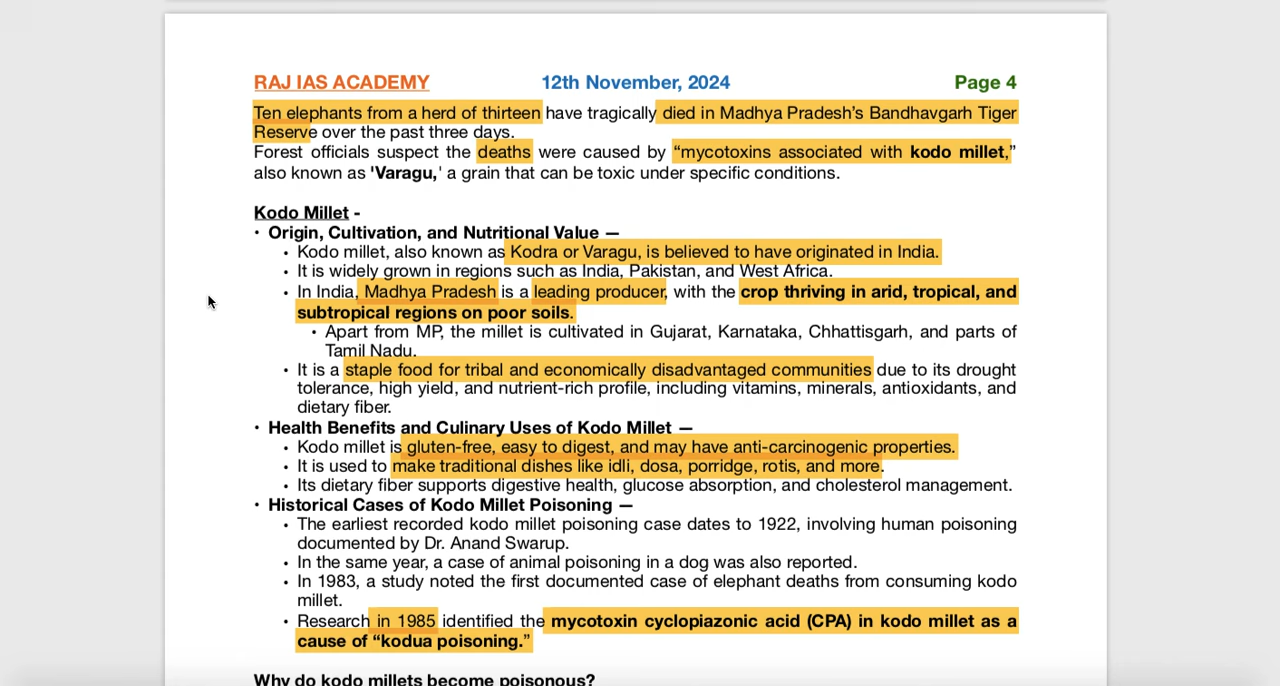 RAJ IAS ACADEMY 12th November, 2024 Page 4
Ten elephants from a herd of thirteen have tragically died in Madhya Pradesh's Bandhavgarh Tiger
Reserve over the past three days.
Forest officials suspect the deaths were caused by “mycotoxins associated with kodo millet,”
also known as 'Varagu,' a grain that can be toxic under specific conditions.
Kodo Millet -
• Origin, Cultivation, and Nutritional Value —
• Kodo millet, also known as Kodra or Varagu, is believed to have originated in India.
• It is widely grown in regions such as India, Pakistan, and West Africa.
• In India, Madhya Pradesh is a leading producer, with the crop thriving in arid, tropical, and
subtropical regions on poor soils.
• Apart from MP, the millet is cultivated in Gujarat, Karnataka, Chhattisgarh, and parts of
Tamil Nadu.
• It is a staple food for tribal and economically disadvantaged communities due to its drought
tolerance, high yield, and nutrient-rich profile, including vitamins, minerals, antioxidants, and
dietary fiber.
• Health Benefits and Culinary Uses of Kodo Millet —
• Kodo millet is gluten-free, easy to digest, and may have anti-carcinogenic properties.
• It is used to make traditional dishes like idli, dosa, porridge, rotis, and more.
• Its dietary fiber supports digestive health, glucose absorption, and cholesterol management.
• Historical Cases of Kodo Millet Poisoning —
• The earliest recorded kodo millet poisoning case dates to 1922, involving human poisoning
documented by Dr. Anand Swarup.
• In the same year, a case of animal poisoning in a dog was also reported.
• In 1983, a study noted the first documented case of elephant deaths from consuming kodo
millet.
• Research in 1985 identified the mycotoxin cyclopiazonic acid (CPA) in kodo millet as a
cause of “kodua poisoning.”
Why do kodo millets become poisonous?